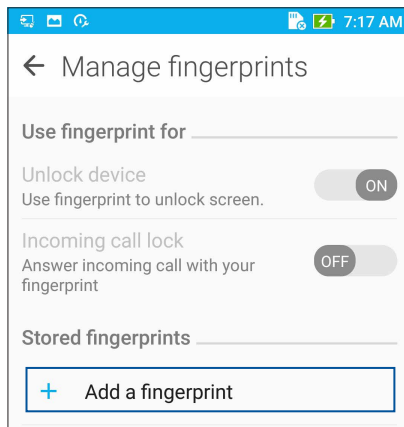 7:17 AM
Manage fingerprints
Use fingerprint for
Unlock device
Use fingerprint to unlock screen.
ON
Incoming call lock
Answer incoming call with your
fingerprint
OFF
Stored fingerprints
+ Add a fingerprint